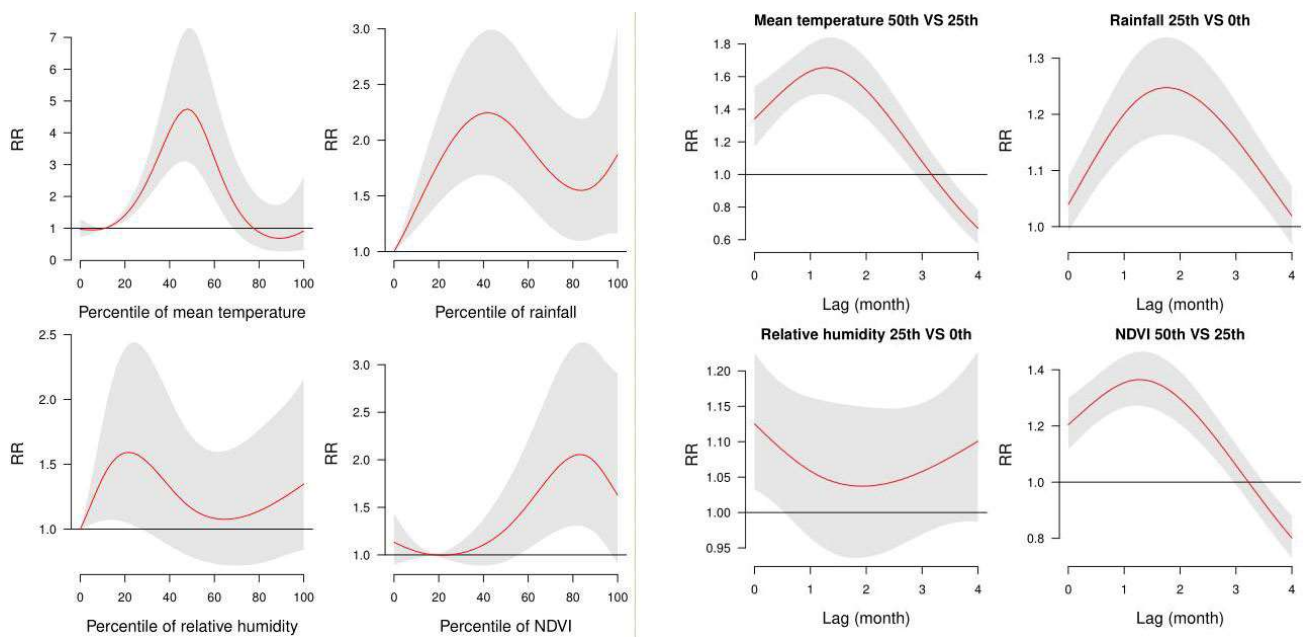 7
6
5
4
3
2
1
0
RR
0 20 40 60 80 100
Percentile of mean temperature
3.0
2.5
2.0
1.5
1.0
RR
0 20 40 60 80 100
Percentile of rainfall
2.5
2.0
1.5
1.0
RR
0 20 40 60 80 100
Percentile of relative humidity
3.0
2.5
2.0
1.5
1.0
RR
0 20 40 60 80 100
Percentile of NDVI
Mean temperature 50th VS 25th
1.8
1.6
1.4
1.2
1.0
0.8
0.6
RR
0 1 2 3 4
Lag (month)
Rainfall 25th VS 0th
1.3
1.2
1.1
1.0
RR
0 1 2 3 4
Lag (month)
Relative humidity 25th VS 0th
1.20
1.15
1.10
1.05
1.00
0.95
RR
0 1 2 3 4
Lag (month)
NDVI 50th VS 25th
1.4
1.2
1.0
0.8
RR
0 1 2 3 4
Lag (month)